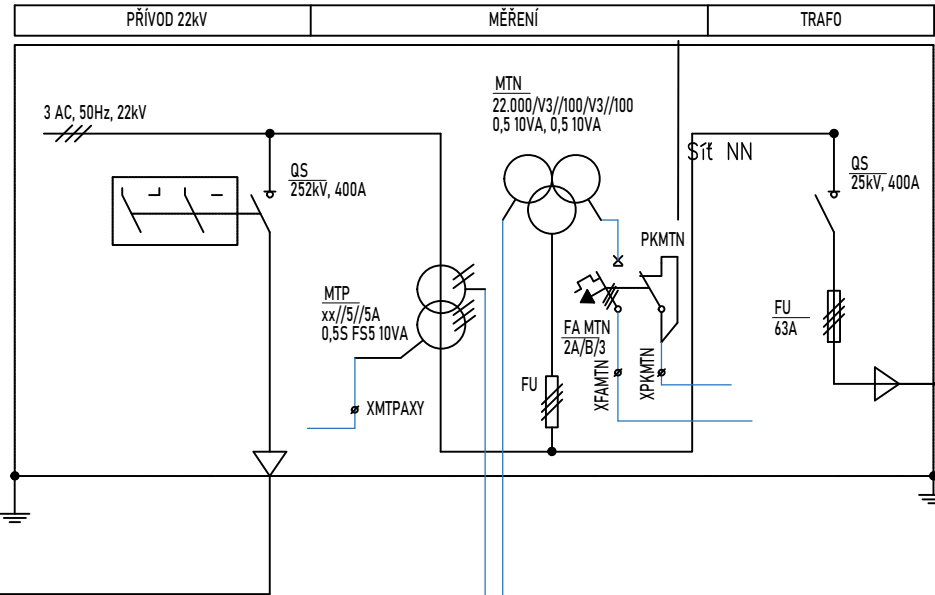 PŘÍVOD 22kV
MĚŘENÍ
TRAFO
3 AC, 50Hz, 22kV
QS
252kV, 400A
MTN
22.000/V3//100/V3//100
0,5 10VA, 0,5 10VA
Síť NN
QS
25kV, 400A
PKMTN
MTP
xx//5//5A
0,5S FS5 10VA
FA MTN
2A/B/3
FU
63A
FU
XFAMTN
XPKMTN
XMTPAXY